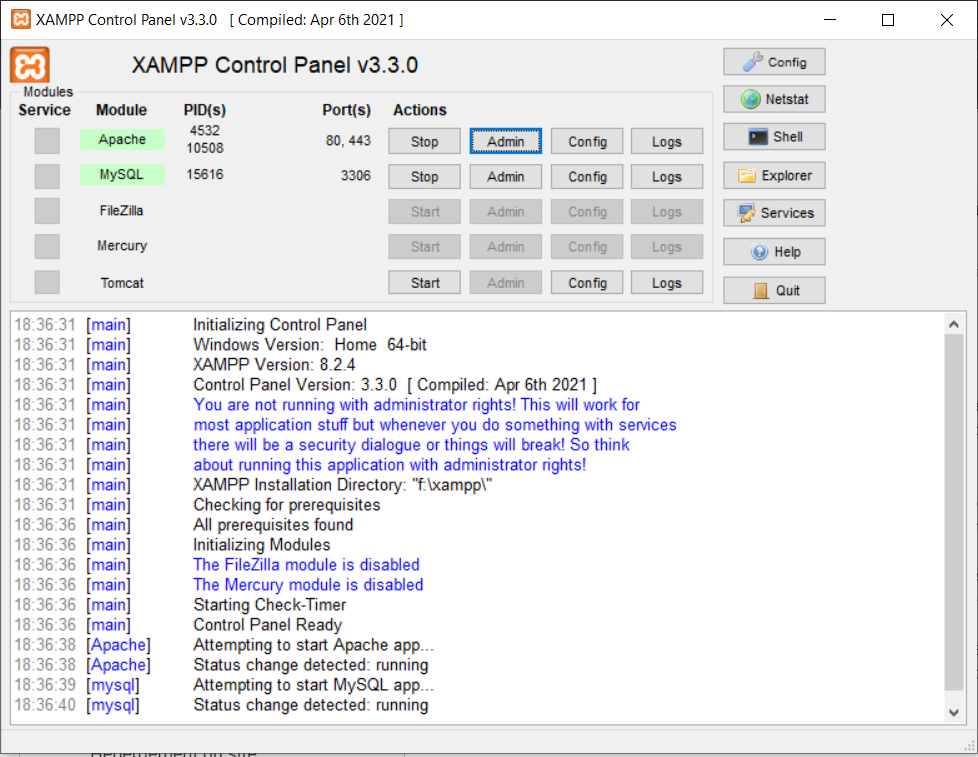 XAMPP Control Panel v3.3.0 [ Compiled: Apr 6th 2021 ]
XAMPP Control Panel v3.3.0
Config
Modules
Service Module PID(s) Port(s) Actions
Netstat
Apache 4532 10508 80, 443 Stop Admin Config Logs
Shell
MySQL 15616 3306 Stop Admin Config Logs
Explorer
FileZilla Start Admin Config Logs
Services
Mercury Start Admin Config Logs
Help
Tomcat Start Admin Config Logs
Quit
18:36:31 [main] Initializing Control Panel
18:36:31 [main] Windows Version: Home 64-bit
18:36:31 [main] XAMPP Version: 8.2.4
18:36:31 [main] Control Panel Version: 3.3.0 [ Compiled: Apr 6th 2021 ]
18:36:31 [main] You are not running with administrator rights! This will work for
18:36:31 [main] most application stuff but whenever you do something with services
18:36:31 [main] there will be a security dialogue or things will break! So think
18:36:31 [main] about running this application with administrator rights!
18:36:31 [main] XAMPP Installation Directory: "f:\xampp\"
18:36:31 [main] Checking for prerequisites
18:36:36 [main] All prerequisites found
18:36:36 [main] Initializing Modules
18:36:36 [main] The FileZilla module is disabled
18:36:36 [main] The Mercury module is disabled
18:36:36 [main] Starting Check-Timer
18:36:36 [main] Control Panel Ready
18:36:38 [Apache] Attempting to start Apache app...
18:36:38 [Apache] Status change detected: running
18:36:39 [mysql] Attempting to start MySQL app...
18:36:40 [mysql] Status change detected: running